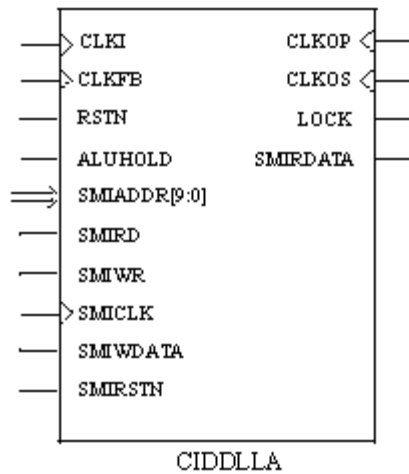 CLKI
CLKOP
CLKFB
CLKOS
RSTN
LOCK
ALUHOLD
SMIRDATA
SMIADDR[9:0]
SMIRD
SMIWR
SMICLK
SMIWDATA
SMIRSTN
CIDDLLA